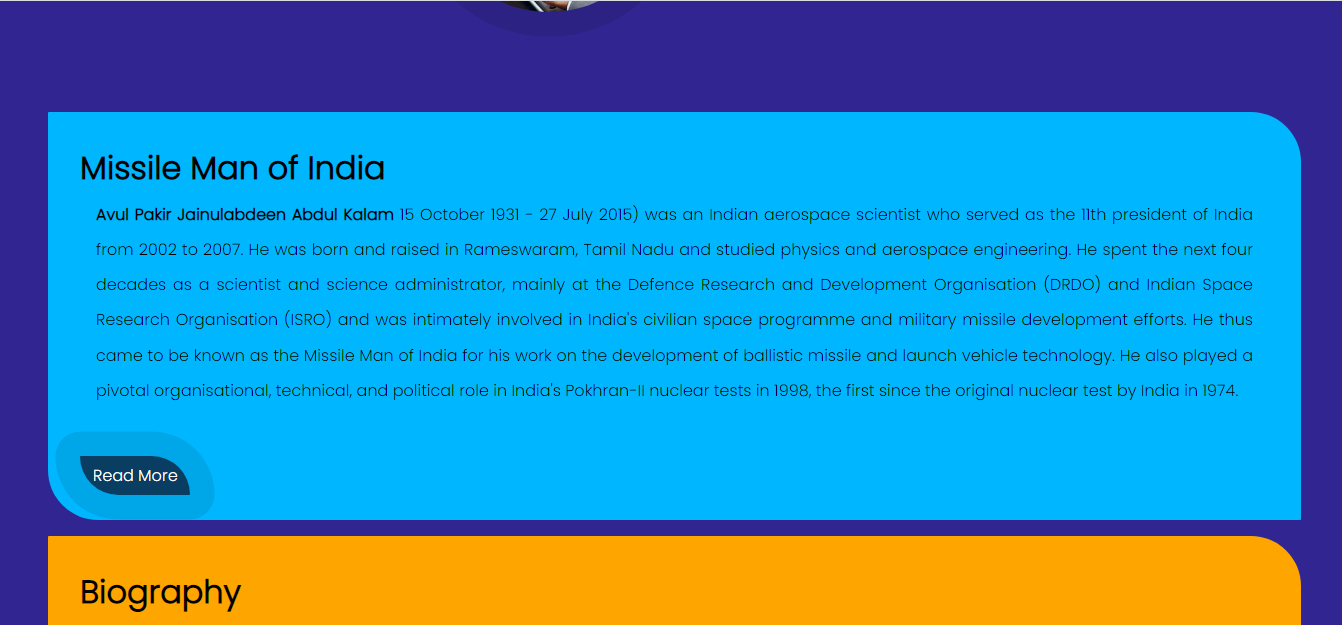 Missile Man of India
Avul Pakir Jainulabdeen Abdul Kalam 15 October 1931 - 27 July 2015) was an Indian aerospace scientist who served as the 11th president of India
from 2002 to 2007. He was born and raised in Rameswaram, Tamil Nadu and studied physics and aerospace engineering. He spent the next four
decades as a scientist and science administrator, mainly at the Defence Research and Development Organisation (DRDO) and Indian Space
Research Organisation (ISRO) and was intimately involved in India's civilian space programme and military missile development efforts. He thus
came to be known as the Missile Man of India for his work on the development of ballistic missile and launch vehicle technology. He also played a
pivotal organisational, technical, and political role in India's Pokhran-II nuclear tests in 1998, the first since the original nuclear test by India in 1974.
Read More
Biography